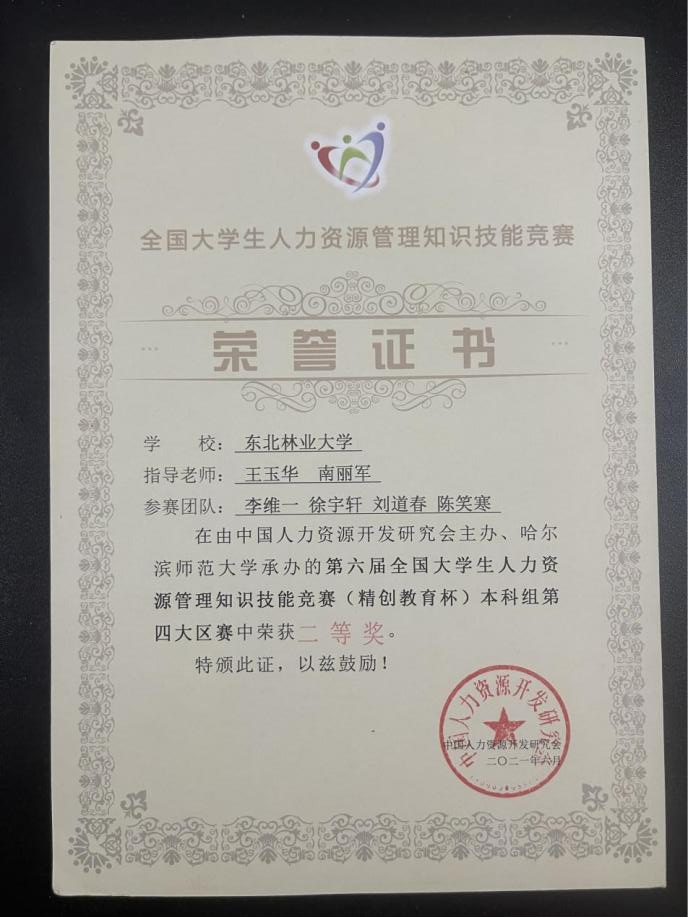 全国大学生人力资源管理知识技能竞赛
荣誉证书
学　　校：东北林业大学
指导老师：王玉华　南丽军
参赛团队：李维一 徐宇轩 刘道春 陈笑寒
在由中国人力资源开发研究会主办、哈尔
滨师范大学承办的第六届全国大学生人力资
源管理知识技能竞赛（精创教育杯）本科组第
四大区赛中荣获二等奖。
特颁此证，以兹鼓励！
中国人力资源开发研究会
中国人力资源开发研究会
二〇二一年六月